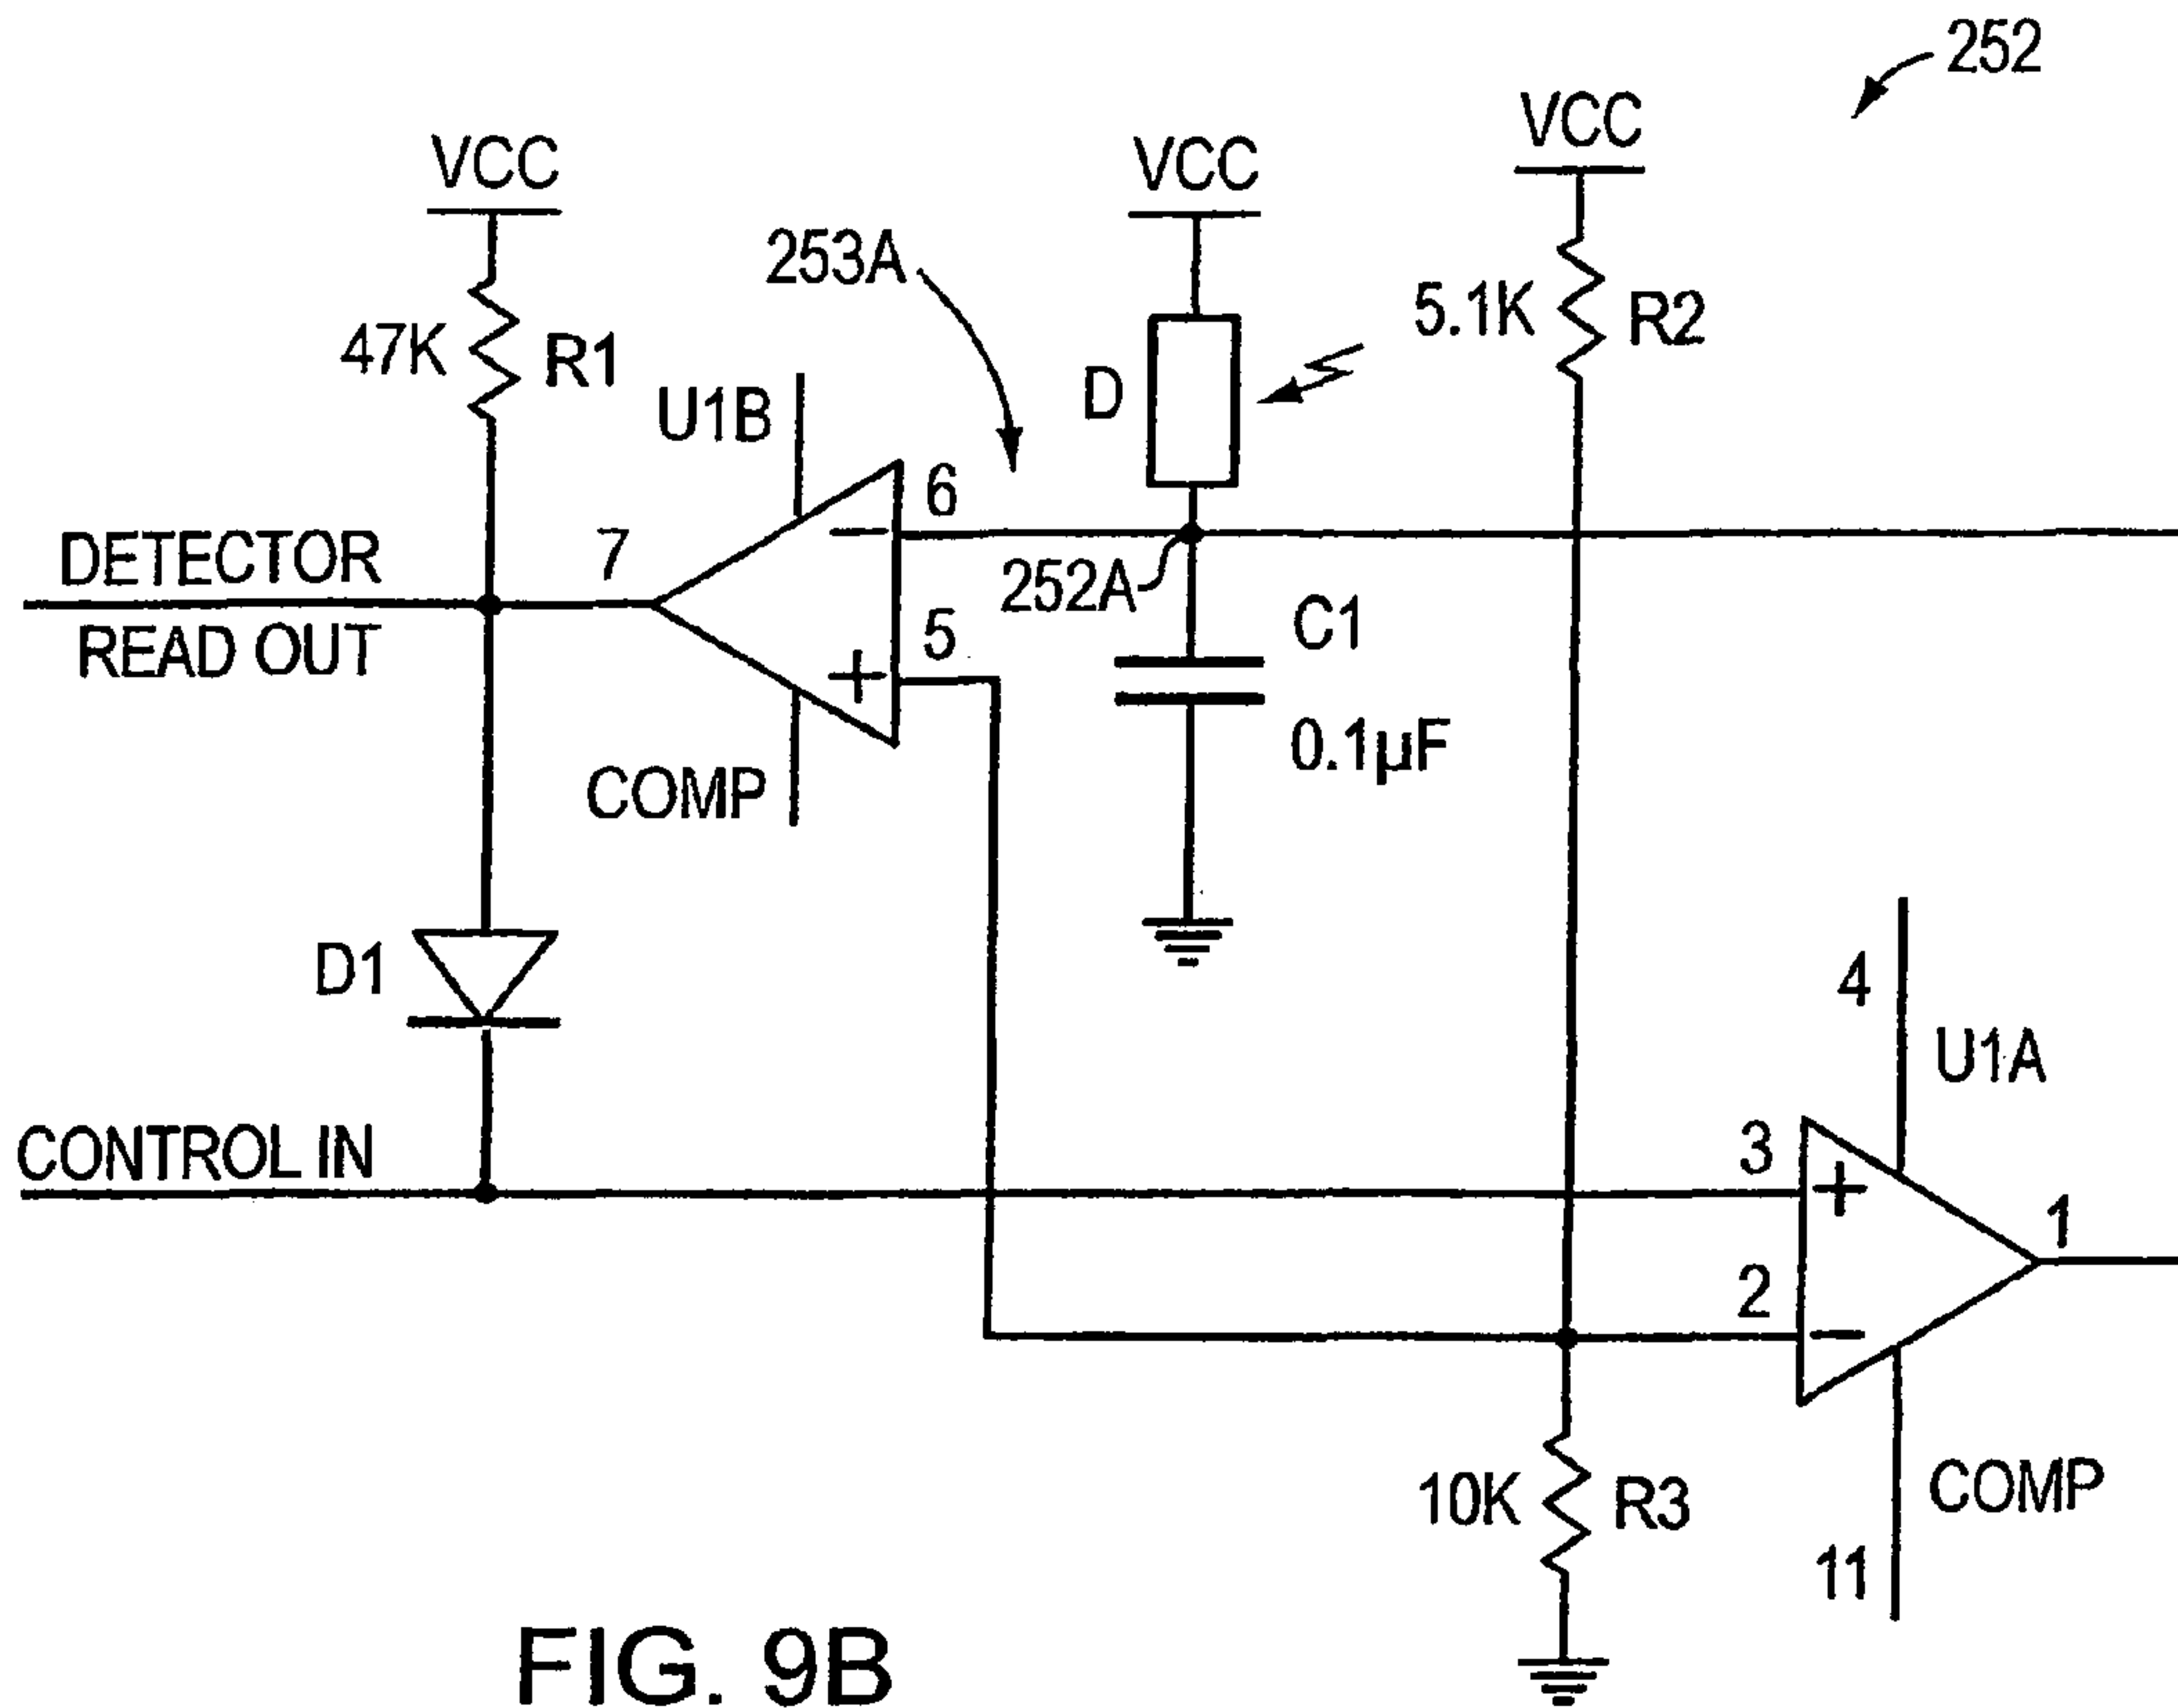 252
VCC
VCC
VCC
253A
5.1K
R2
47K
R1
D
U1B
6
DETECTOR
7
252A
READ OUT
5
C1
0.1µF
COMP
D1
4
U1A
CONTROL IN
3
+
1
2
−
−
+
10K
R3
COMP
11
FIG. 9B